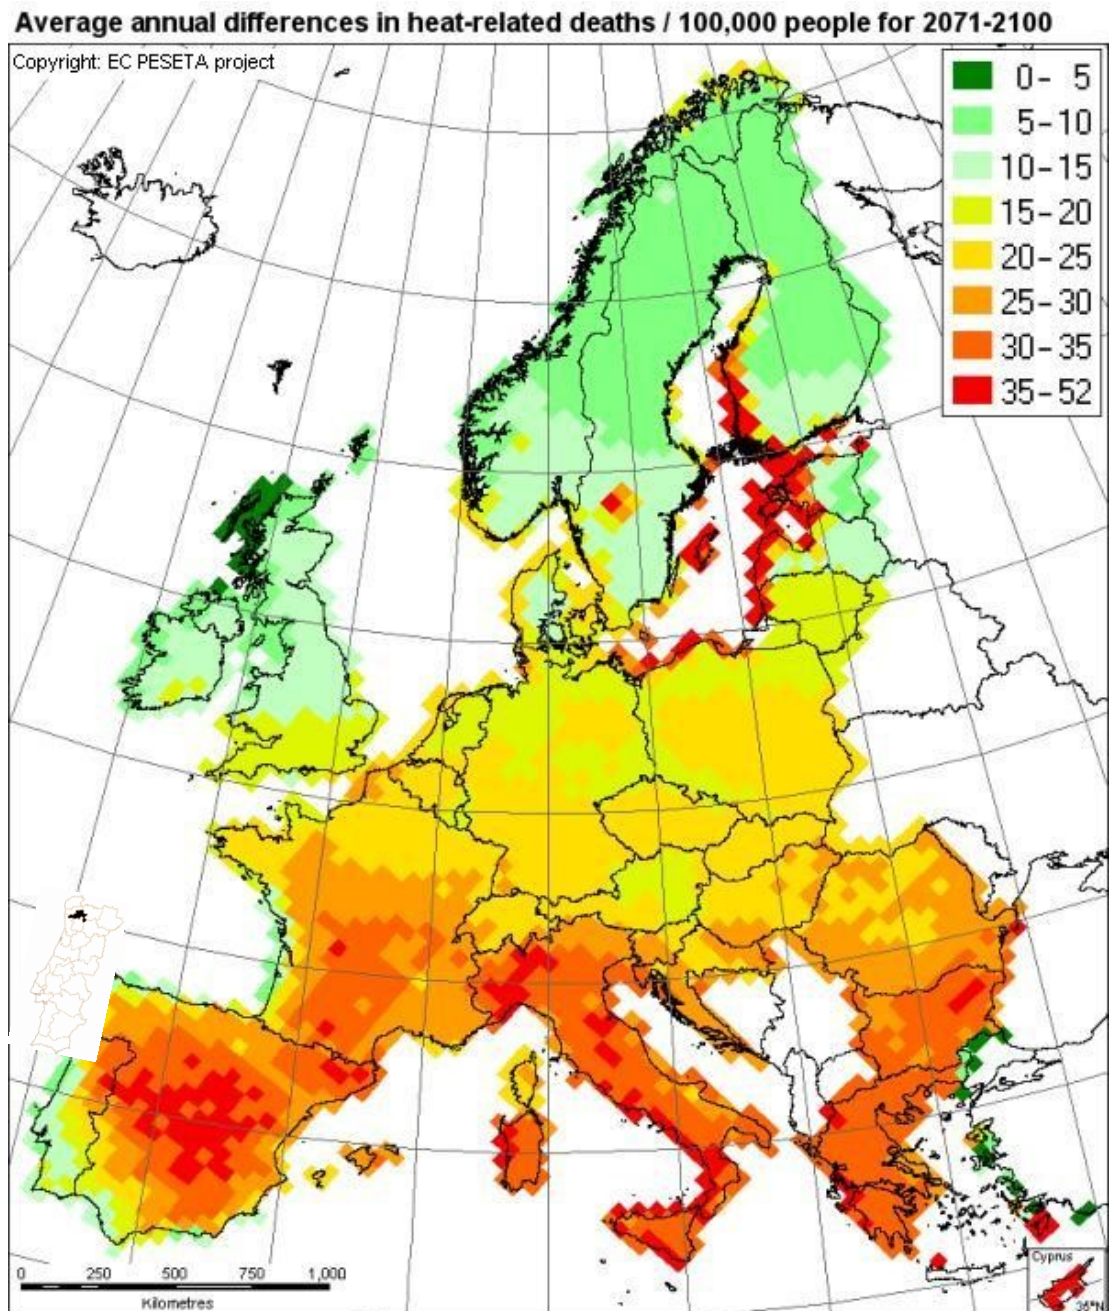 Average annual differences in heat-related deaths / 100,000 people for 2071-2100
Copyright: EC PESETA project
0 - 5
5 - 10
10 - 15
15 - 20
20 - 25
25 - 30
30 - 35
35 - 52
0 250 500 750 1,000
Kilometres
Cyprus
35°N